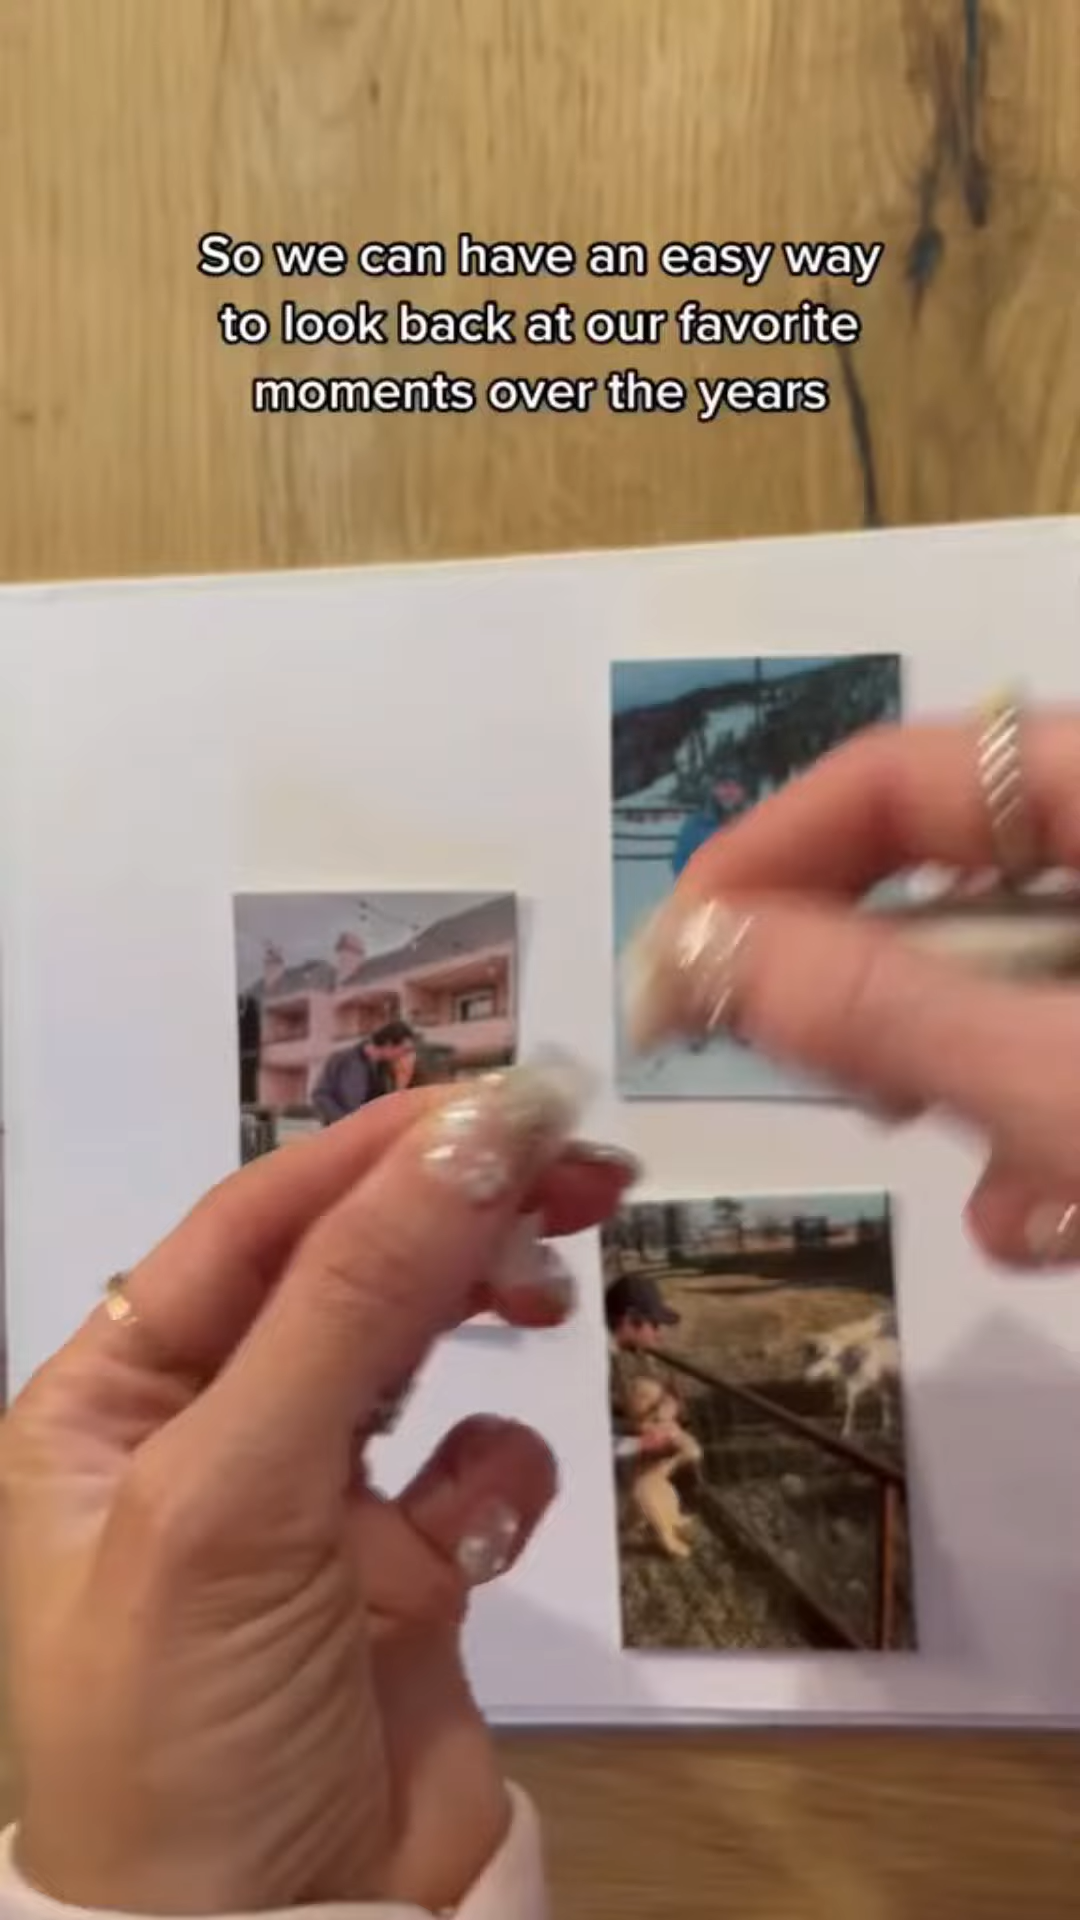 So we can have an easy way
to look back at our favorite
moments over the years